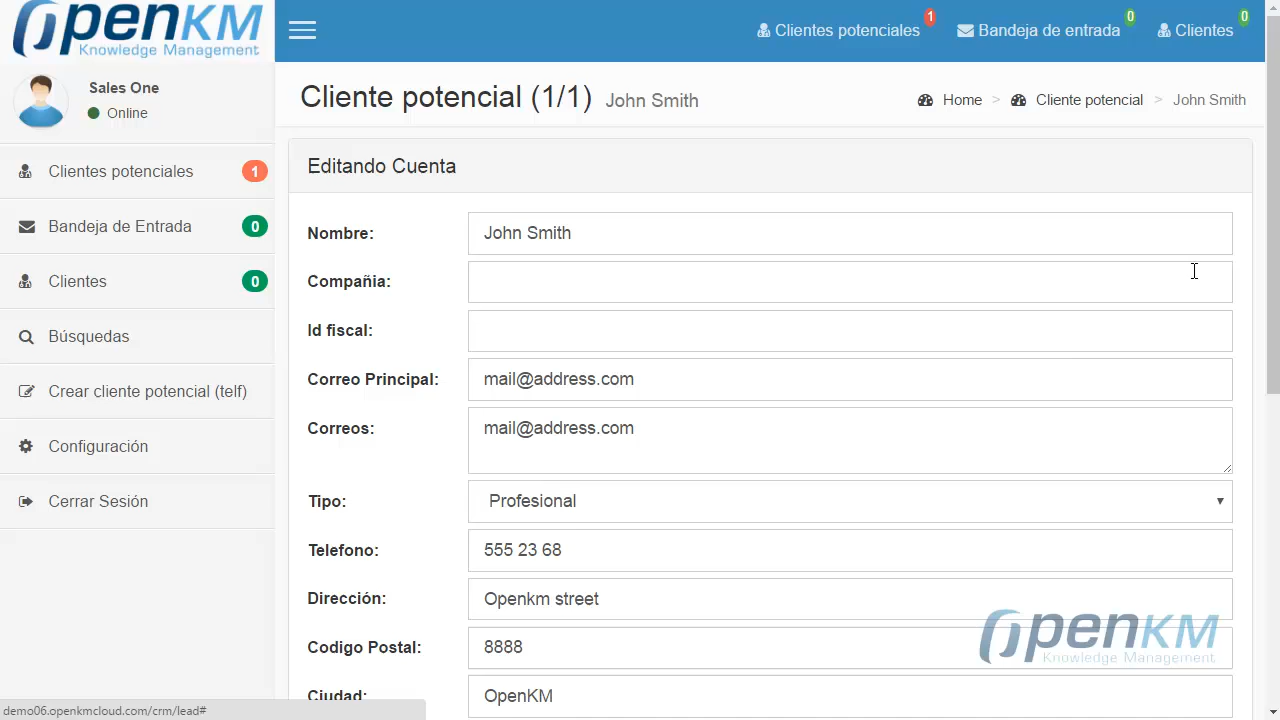 OpenKM
Knowledge Management
Clientes potenciales 1
Bandeja de entrada 0
Clientes 0
Sales One
Online
Cliente potencial (1/1) John Smith
Home > Cliente potencial > John Smith
Clientes potenciales 1
Bandeja de Entrada 0
Clientes 0
Búsquedas
Crear cliente potencial (telf)
Configuración
Cerrar Sesión
Editando Cuenta
Nombre: John Smith
Compañia:
Id fiscal:
Correo Principal: mail@address.com
Correos: mail@address.com
Tipo: Profesional
Telefono: 555 23 68
Dirección: Openkm street
Codigo Postal: 8888
Ciudad: OpenKM
OpenKM
Knowledge Management
demo06.openkmcloud.com/crm/lead#